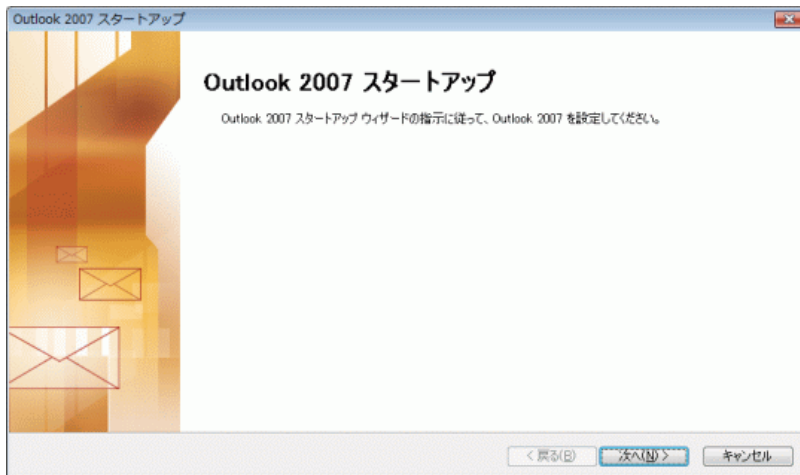 Outlook 2007 スタートアップ
Outlook 2007 スタートアップ
Outlook 2007 スタートアップ ウィザードの指示に従って、Outlook 2007 を設定してください。
< 戻る(B)
次へ(N) >
キャンセル